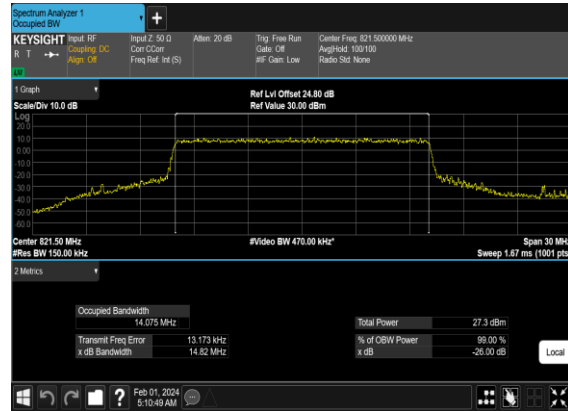 Spectrum Analyzer 1
Occupied BW
+
KEYSIGHT Input: RF Input Z: 50 Ω Atten: 20 dB Trig: Free Run Center Freq: 821.500000 MHz
R T Coupling: DC Corr CCorr Gate: Off Avg|Hold: 100/100
Align: Off Freq Ref: Int (S) #IF Gain: Low Radio Std: None
LW
1 Graph
Ref Lvl Offset 24.80 dB
Scale/Div 10.0 dB Ref Value 30.00 dBm
Log
20.0
10.0
0.00
-10.0
-20.0
-30.0
-40.0
-50.0
-60.0
Center 821.50 MHz #Video BW 470.00 kHz* Span 30 MHz
#Res BW 150.00 kHz Sweep 1.67 ms (1001 pts
2 Metrics
Occupied Bandwidth
14.075 MHz Total Power 27.3 dBm
Transmit Freq Error 13.173 kHz % of OBW Power 99.00 %
x dB Bandwidth 14.82 MHz x dB -26.00 dB
Local
? Feb 01, 2024
5:10:49 AM